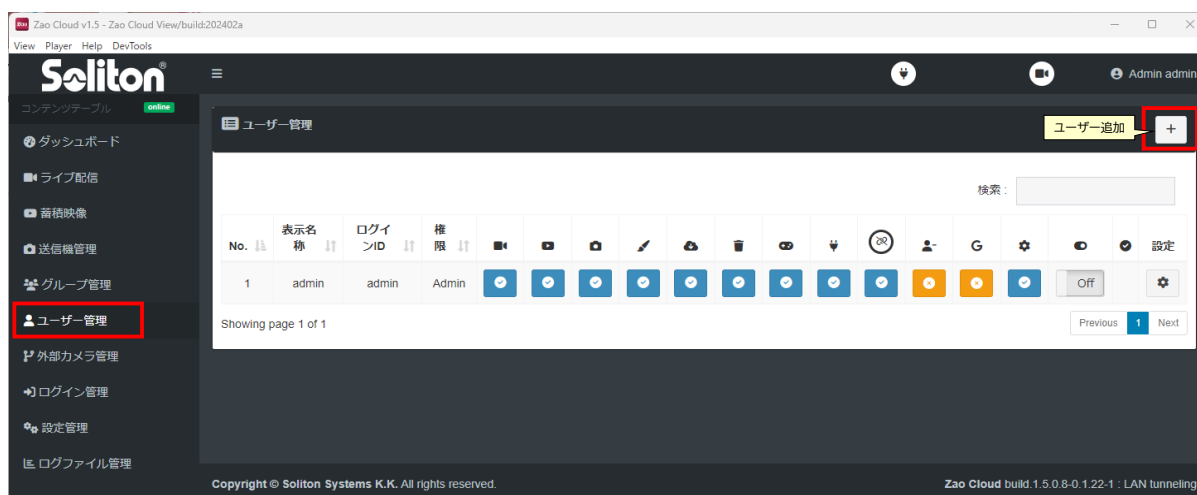 Zao Cloud v1.5 - Zao Cloud View/build:202402a
View Player Help DevTools
Soliton®
Admin admin
コンテンツテーブル online
ユーザー管理
ユーザー追加
+
ダッシュボード
ライブ配信
蓄積映像
送信機管理
グループ管理
ユーザー管理
外部カメラ管理
ログイン管理
設定管理
ログファイル管理
検索 :
No. 表示名称 ログインID 権限 G 設定
1 admin admin Admin Off
Showing page 1 of 1
Previous 1 Next
Copyright © Soliton Systems K.K. All rights reserved.
Zao Cloud build.1.5.0.8-0.1.22-1 : LAN tunneling